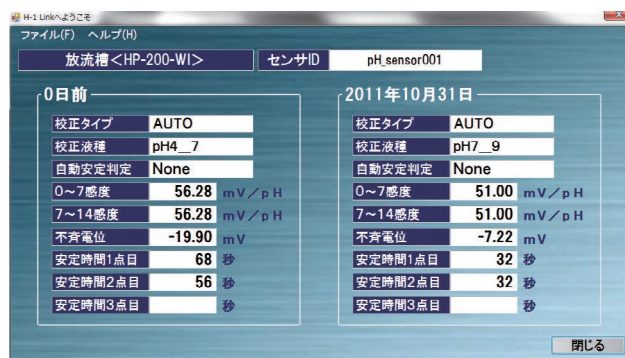 H-1 Linkへようこそ
ファイル(F) ヘルプ(H)
放流槽<HP-200-WI> センサID pH_sensor001
0日前
校正タイプ AUTO
校正液種 pH4__7
自動安定判定 None
0～7感度 56.28 mV／pH
7～14感度 56.28 mV／pH
不斉電位 -19.90 mV
安定時間1点目 68 秒
安定時間2点目 56 秒
安定時間3点目 秒
2011年10月31日
校正タイプ AUTO
校正液種 pH7__9
自動安定判定 None
0～7感度 51.00 mV／pH
7～14感度 51.00 mV／pH
不斉電位 -7.22 mV
安定時間1点目 32 秒
安定時間2点目 32 秒
安定時間3点目 秒
閉じる